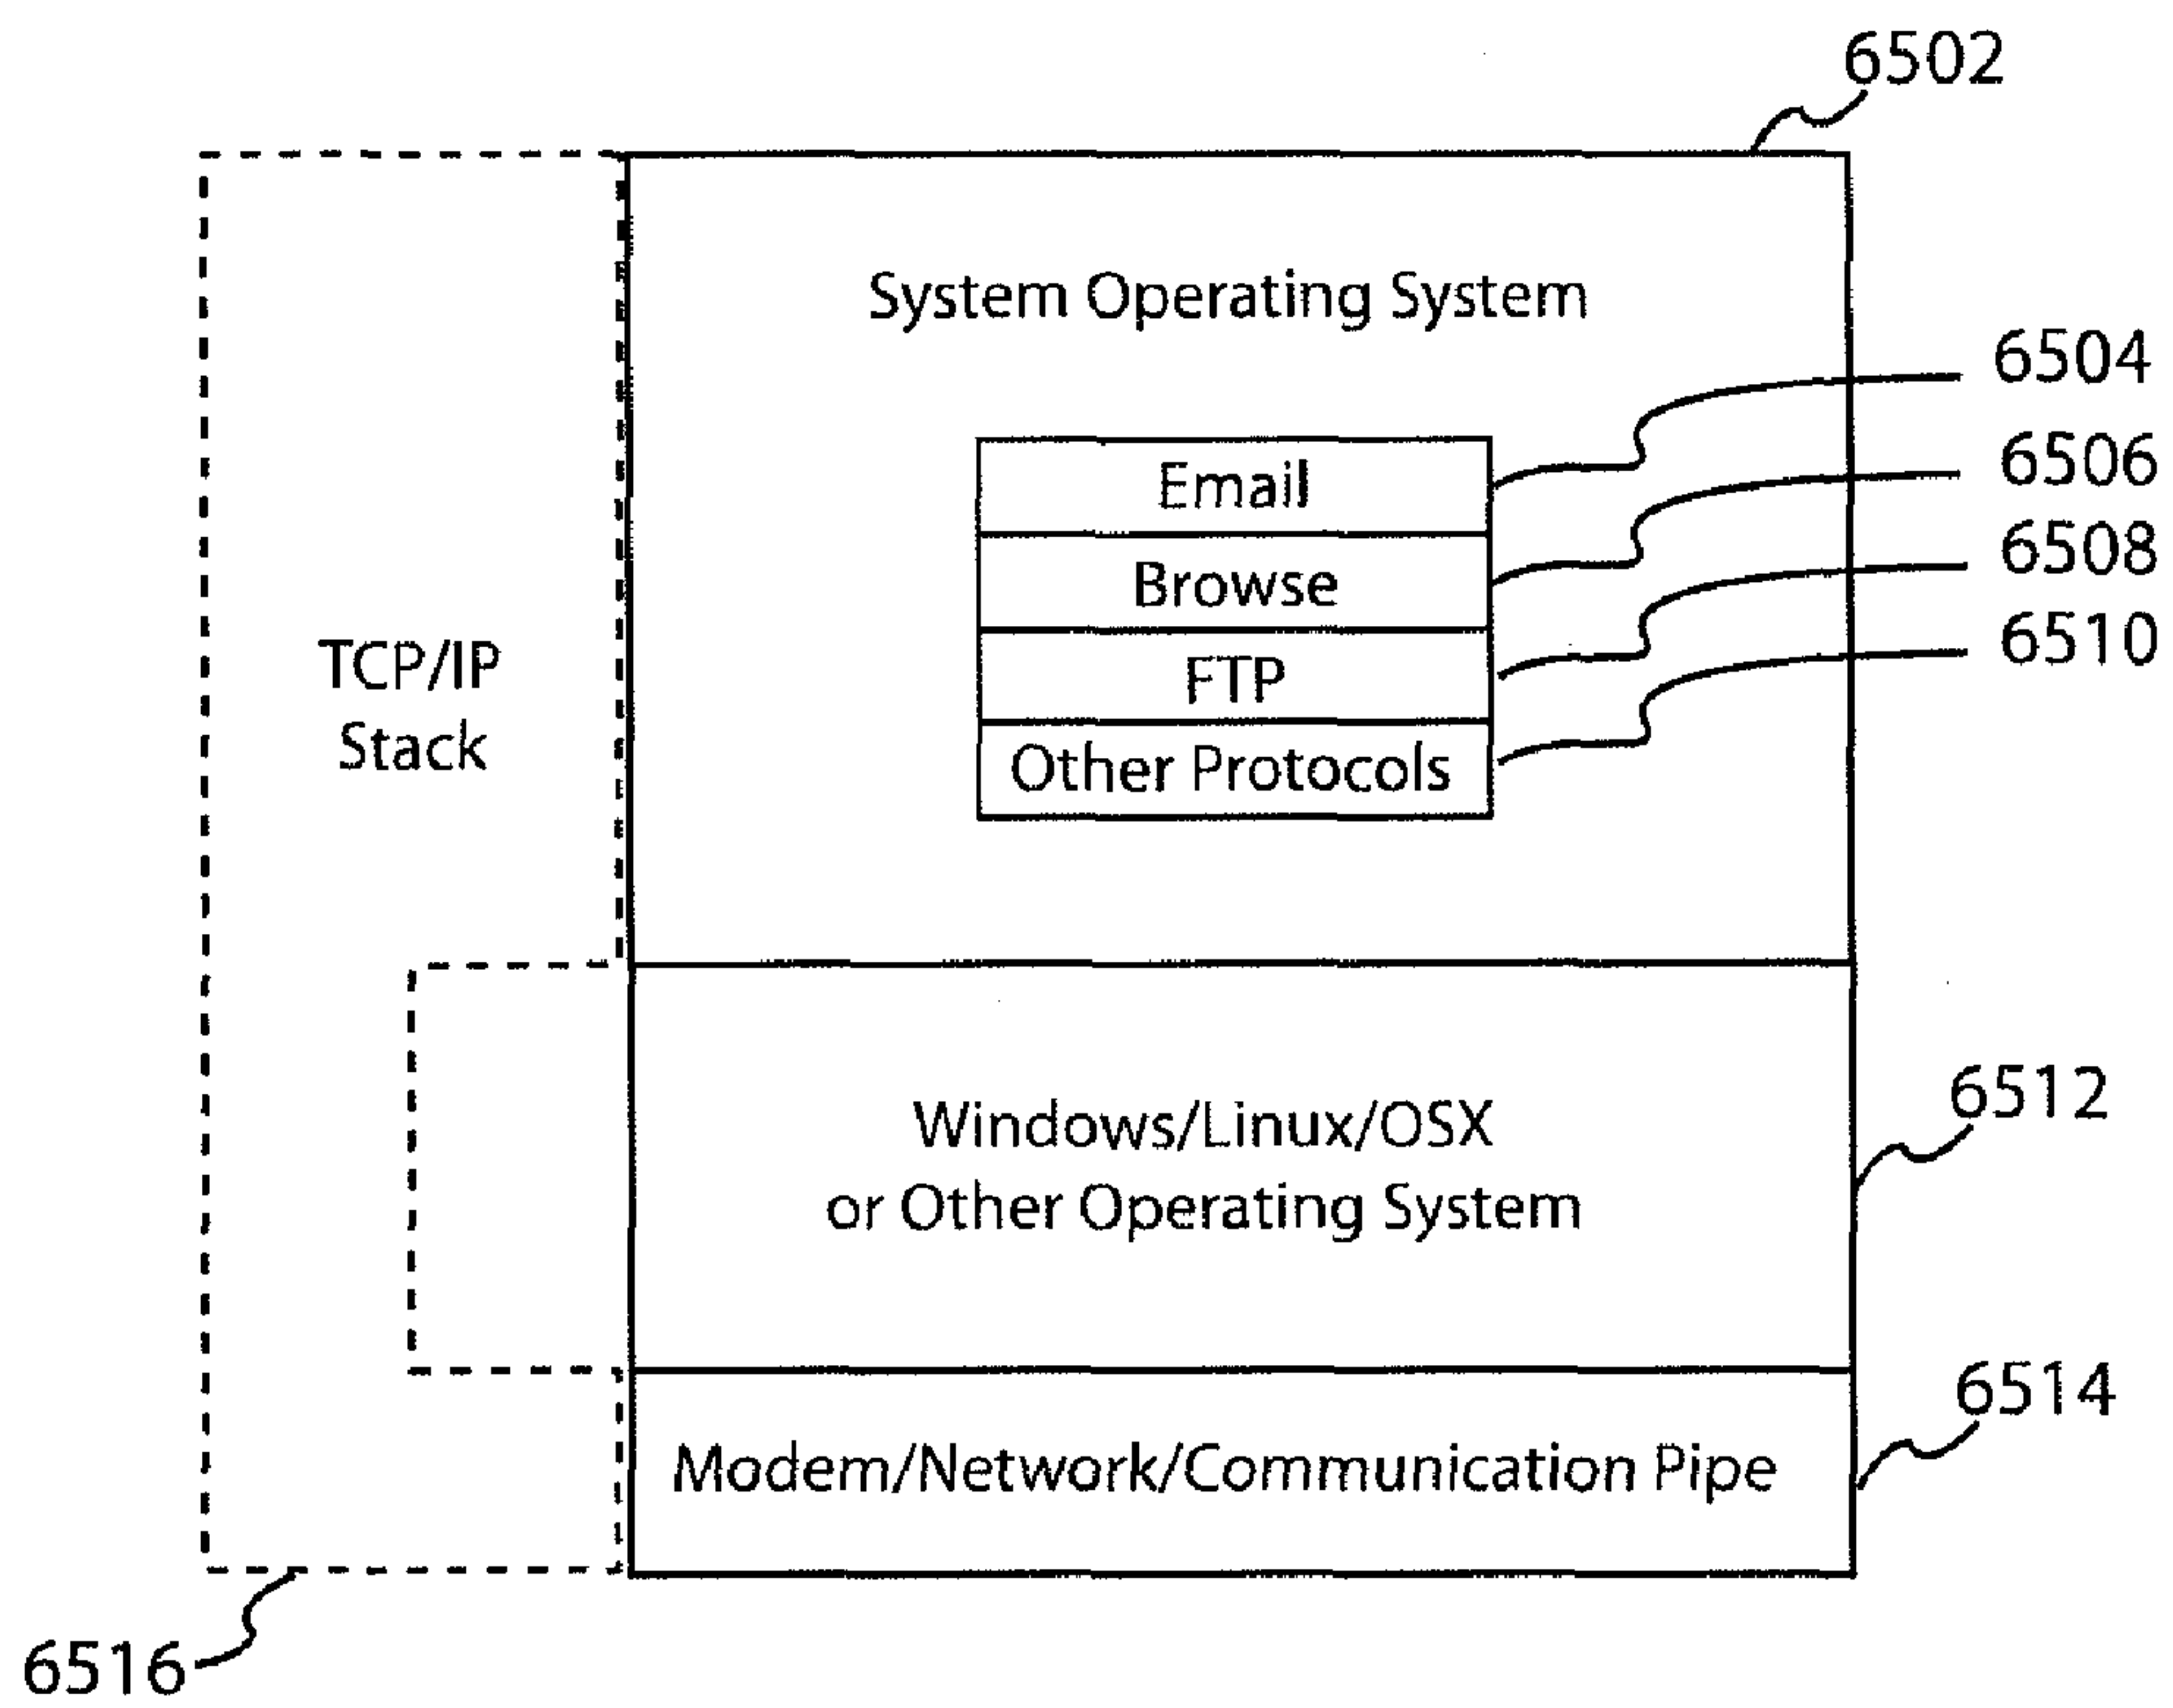 6502
System Operating System
6504
Email
6506
Browse
6508
FTP
6510
Other Protocols
TCP/IP
Stack
Windows/Linux/OSX
or Other Operating System
6512
6514
Modem/Network/Communication Pipe
6516